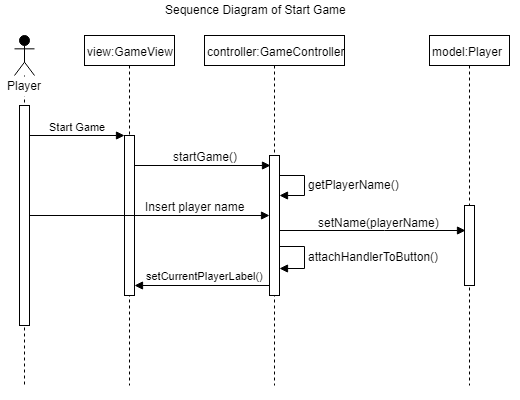 Sequence Diagram of Start Game
view:GameView
controller:GameController
model:Player
Player
Start Game
startGame()
getPlayerName()
Insert player name
setName(playerName)
attachHandlerToButton()
setCurrentPlayerLabel()